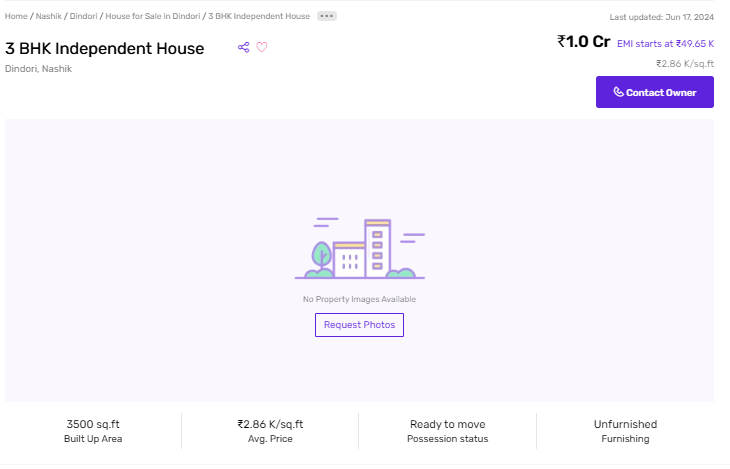 Home / Nashik / Dindori / House for Sale in Dindori / 3 BHK Independent House
Last updated: Jun 17, 2024
3 BHK Independent House
₹1.0 Cr EMI starts at ₹49.65 K
Dindori, Nashik
₹2.86 K/sq.ft
Contact Owner
No Property Images Available
Request Photos
3500 sq.ft
Built Up Area
₹2.86 K/sq.ft
Avg. Price
Ready to move
Possession status
Unfurnished
Furnishing